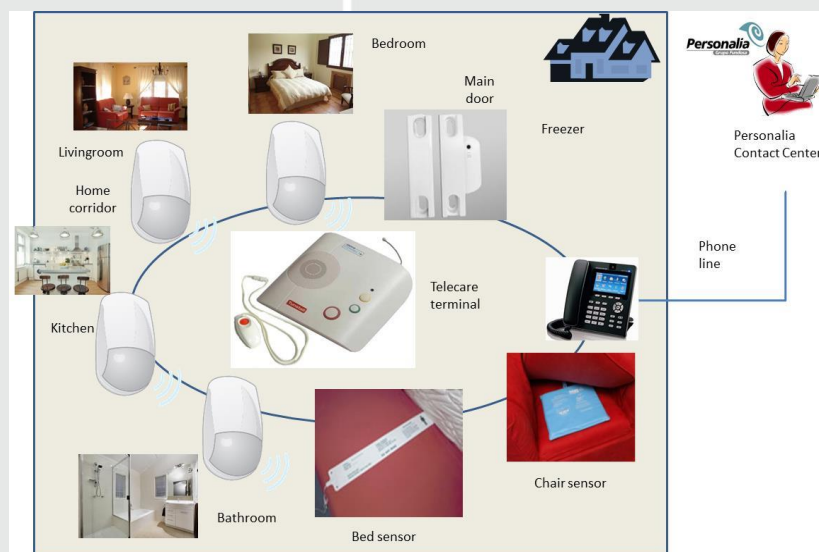 Bedroom
Main
door
Freezer
Livingroom
Home
corridor
Kitchen
Telecare
terminal
Bathroom
Bed sensor
Chair sensor
Phone
line
Personalia
Personalia
Contact Center